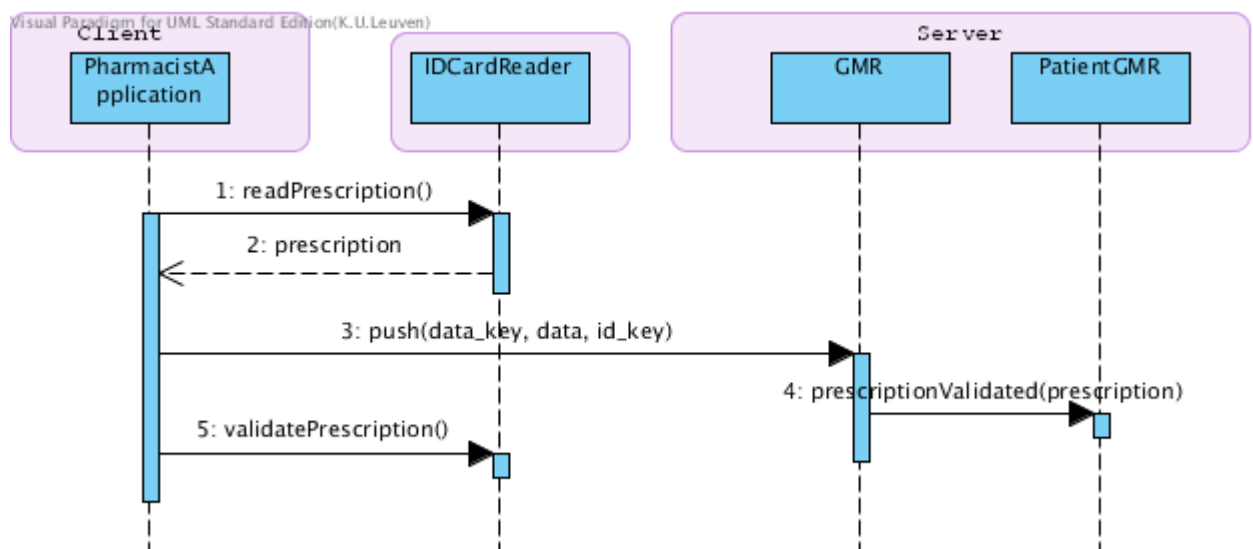 Visual Paradigm for UML Standard Edition(K.U.Leuven)
Client
Server
PharmacistA
pplication
IDCardReader
GMR
PatientGMR
1: readPrescription()
2: prescription
3: push(data_key, data, id_key)
4: prescriptionValidated(prescription)
5: validatePrescription()